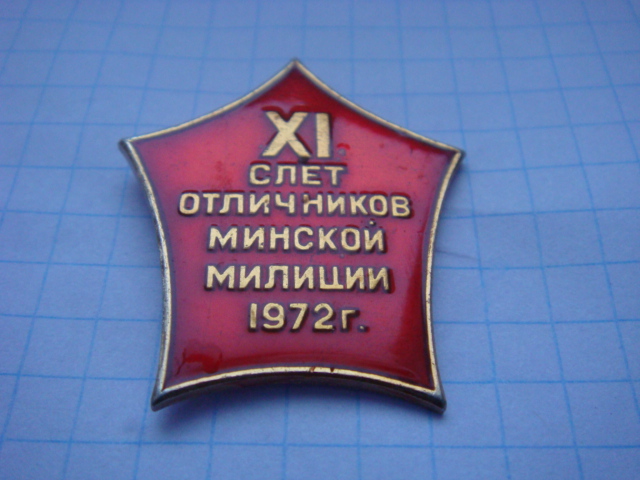 XI
СЛЕТ
ОТЛИЧНИКОВ
МИНСКОЙ
МИЛИЦИИ
1972г.